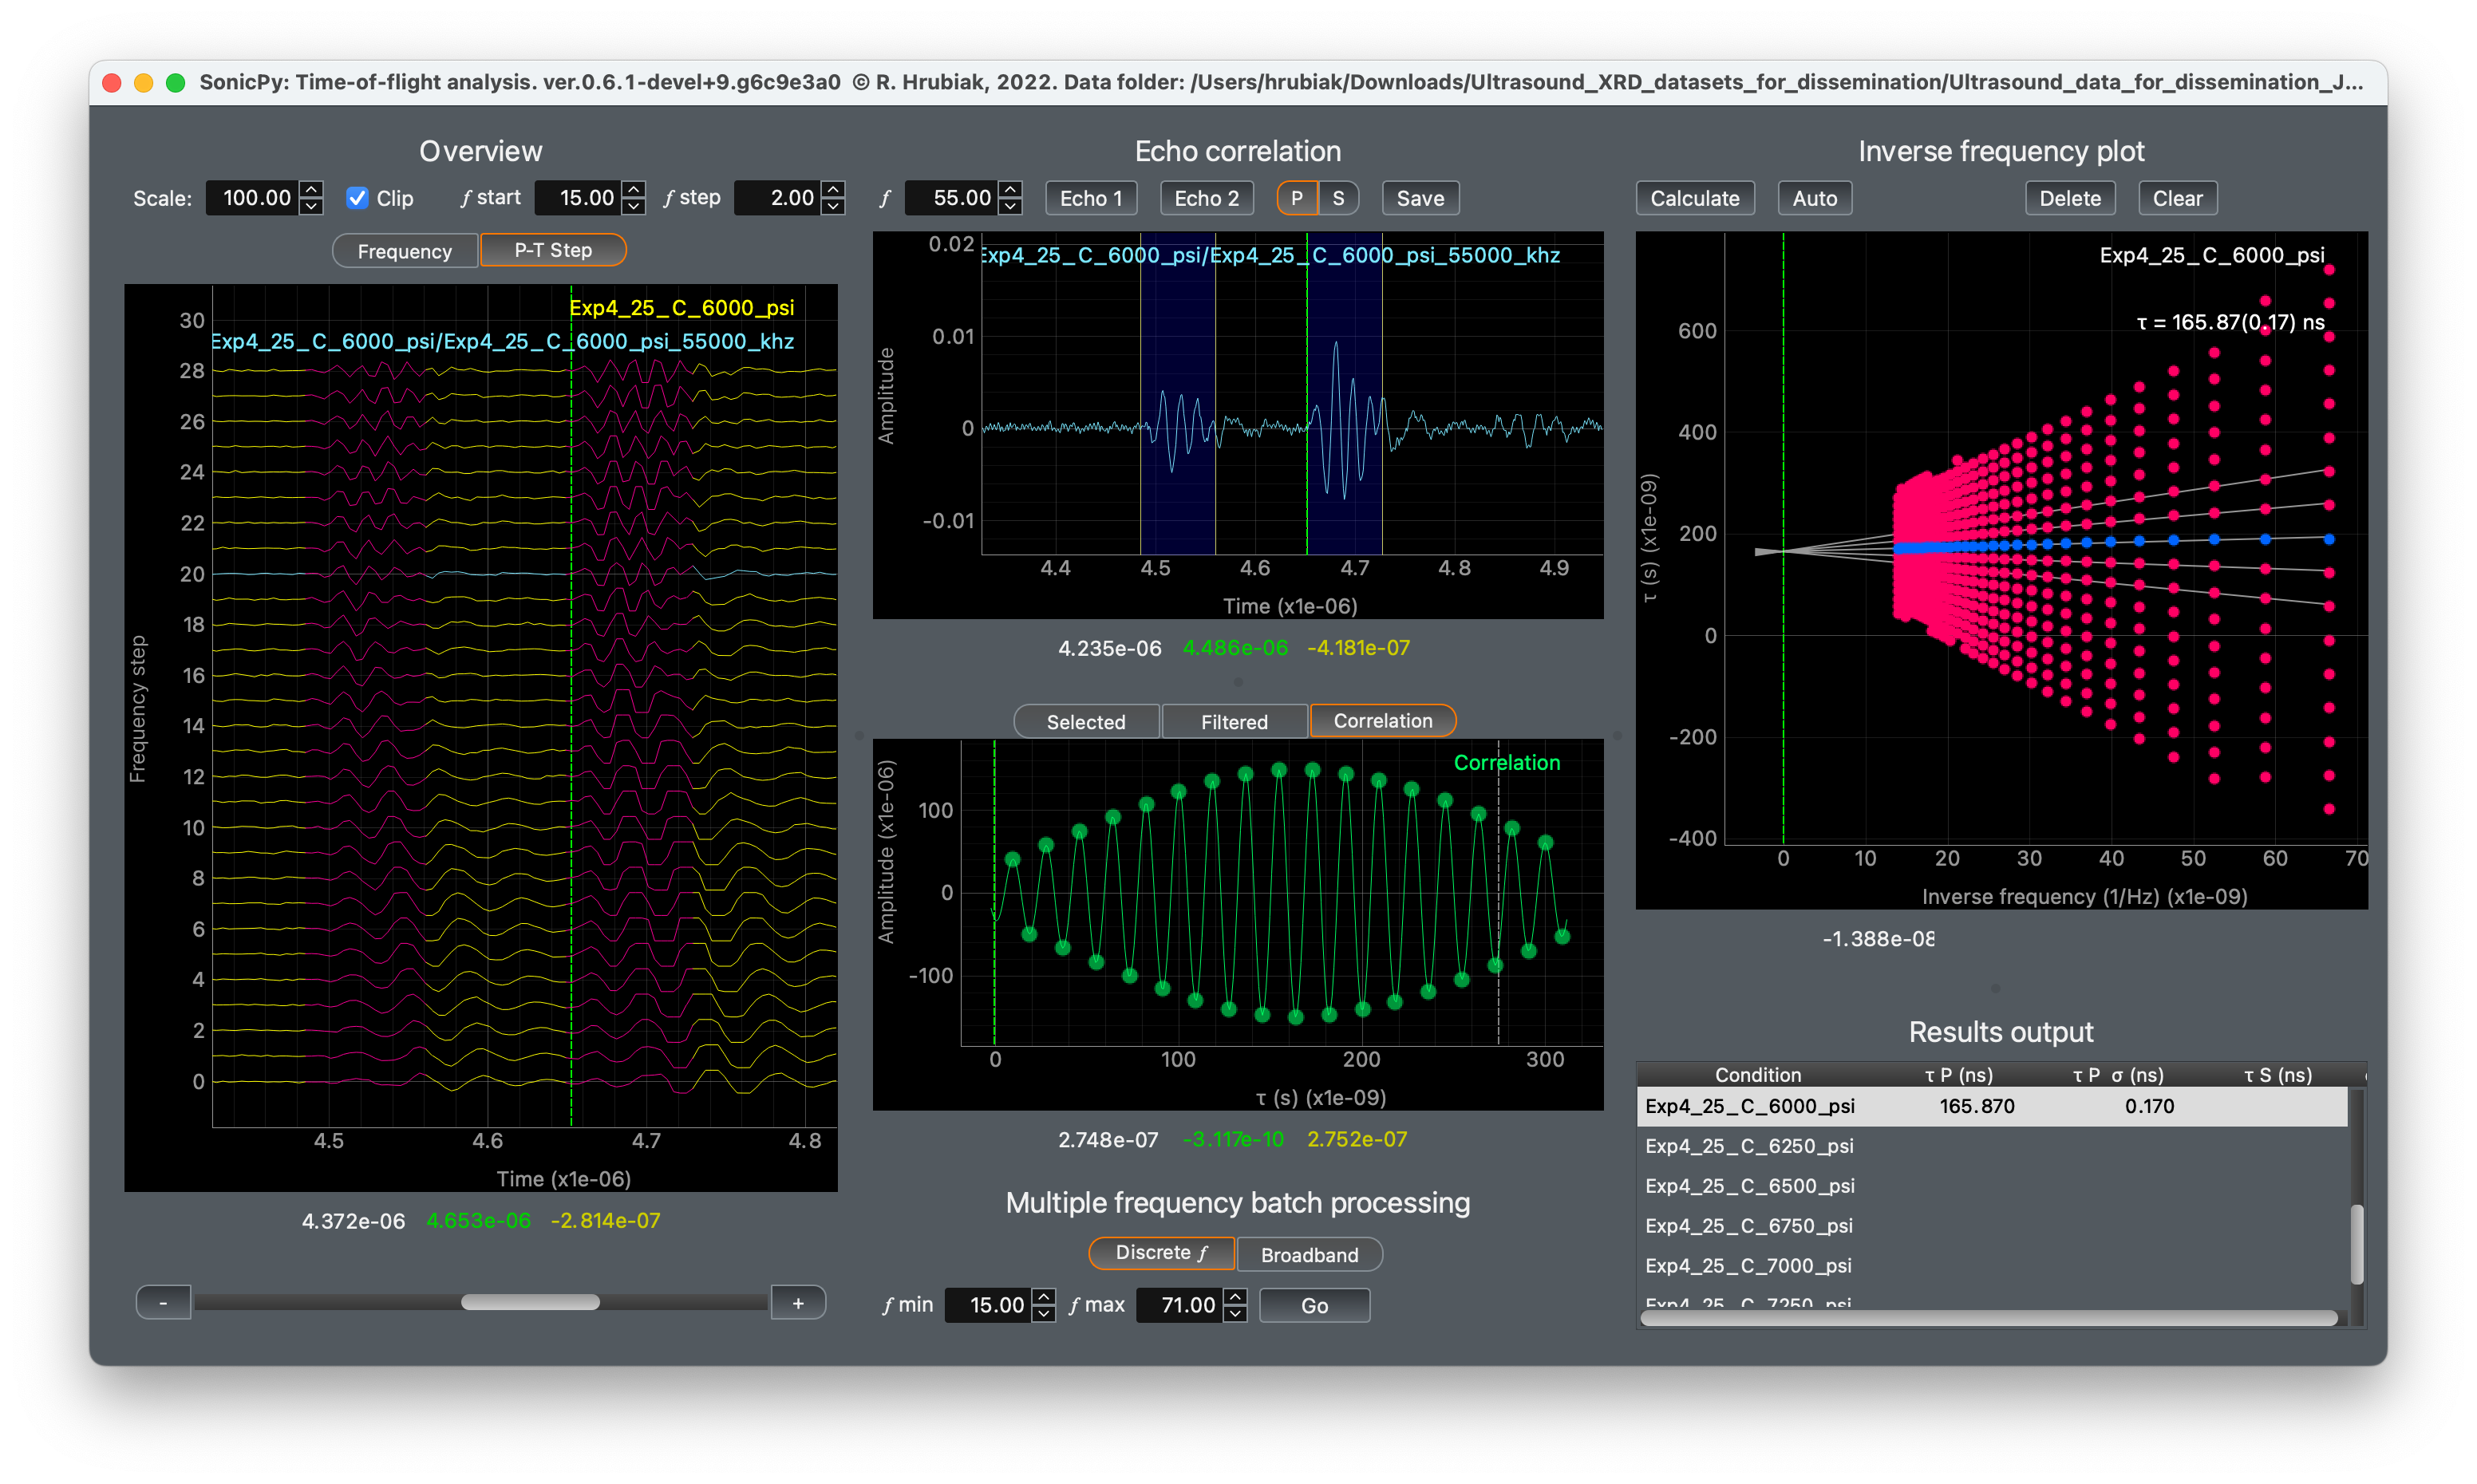 SonicPy: Time-of-flight analysis. ver.0.6.1-devel+9.g6c9e3a0 © R. Hrubiak, 2022. Data folder: /Users/hrubiak/Downloads/Ultrasound_XRD_datasets_for_dissemination/Ultrasound_data_for_dissemination_J...
Overview
Scale: 100.00 Clip f start 15.00 f step 2.00
Frequency P-T Step
Exp4_25_C_6000_psi
Exp4_25_C_6000_psi/Exp4_25_C_6000_psi_55000_khz
30
28
26
24
22
20
18
16
14
12
10
8
6
4
2
0
Frequency step
4.5 4.6 4.7 4.8
Time (x1e-06)
4.372e-06 4.653e-06 -2.814e-07
- +
Echo correlation
f 55.00 Echo 1 Echo 2 P S Save
Exp4_25_C_6000_psi/Exp4_25_C_6000_psi_55000_khz
0.02
0.01
0
-0.01
Amplitude
4.4 4.5 4.6 4.7 4.8 4.9
Time (x1e-06)
4.235e-06 4.486e-06 -4.181e-07
Selected Filtered Correlation
Correlation
100
0
-100
Amplitude (x1e-06)
0 100 200 300
τ (s) (x1e-09)
2.748e-07 -3.117e-10 2.752e-07
Multiple frequency batch processing
Discrete f Broadband
f min 15.00 f max 71.00 Go
Inverse frequency plot
Calculate Auto Delete Clear
Exp4_25_C_6000_psi
τ = 165.87(0.17) ns
600
400
200
0
-200
-400
τ (s) (x1e-09)
0 10 20 30 40 50 60 70
Inverse frequency (1/Hz) (x1e-09)
-1.388e-08
Results output
Condition τ P (ns) τ P σ (ns) τ S (ns)
Exp4_25_C_6000_psi 165.870 0.170
Exp4_25_C_6250_psi
Exp4_25_C_6500_psi
Exp4_25_C_6750_psi
Exp4_25_C_7000_psi
Exp4_25_C_7250_psi